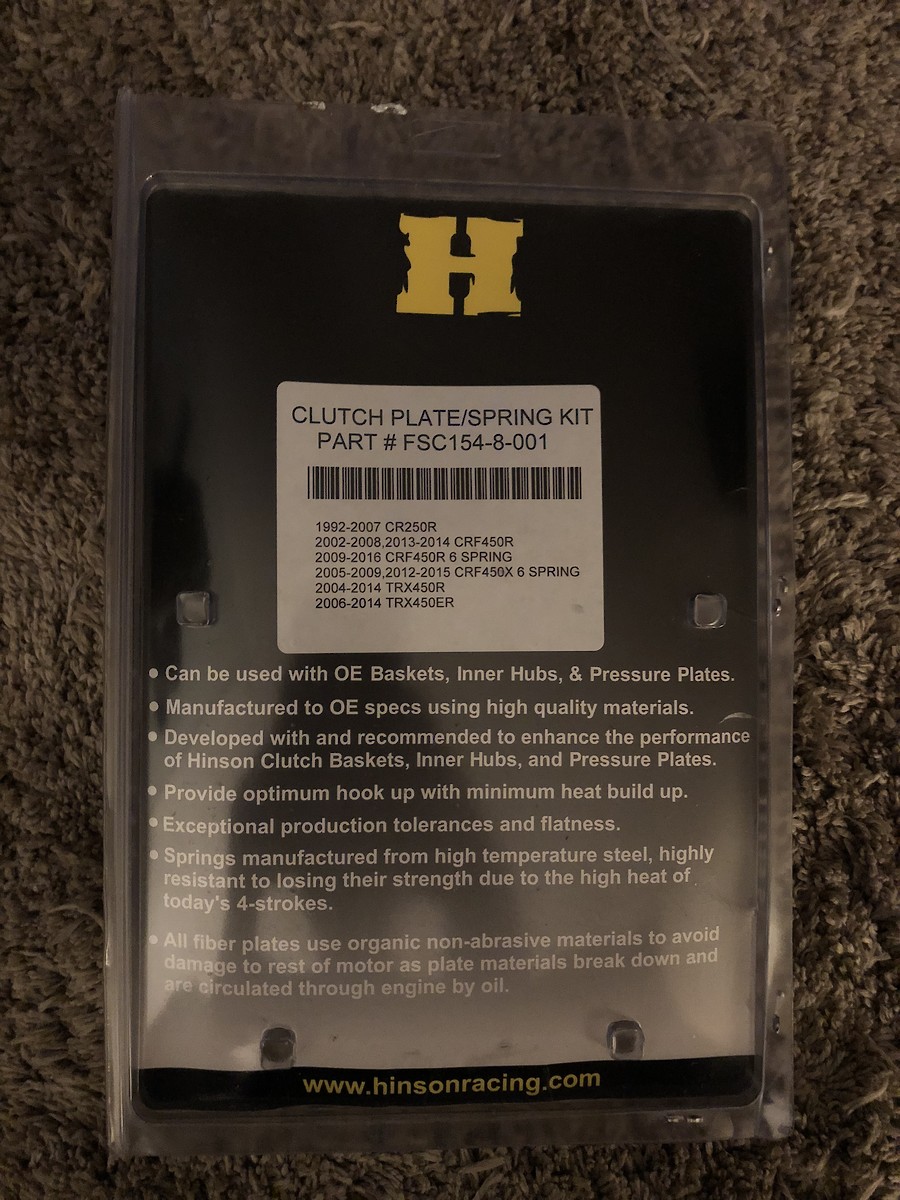 H
CLUTCH PLATE/SPRING KIT
PART # FSC154-8-001
1992-2007 CR250R
2002-2008,2013-2014 CRF450R
2009-2016 CRF450R 6 SPRING
2005-2009,2012-2015 CRF450X 6 SPRING
2004-2014 TRX450R
2006-2014 TRX450ER
• Can be used with OE Baskets, Inner Hubs, & Pressure Plates.
• Manufactured to OE specs using high quality materials.
• Developed with and recommended to enhance the performance
of Hinson Clutch Baskets, Inner Hubs, and Pressure Plates.
• Provide optimum hook up with minimum heat build up.
• Exceptional production tolerances and flatness.
• Springs manufactured from high temperature steel, highly
resistant to losing their strength due to the high heat of
today's 4-strokes.
• All fiber plates use organic non-abrasive materials to avoid
damage to rest of motor as plate materials break down and
are circulated through engine by oil.
www.hinsonracing.com